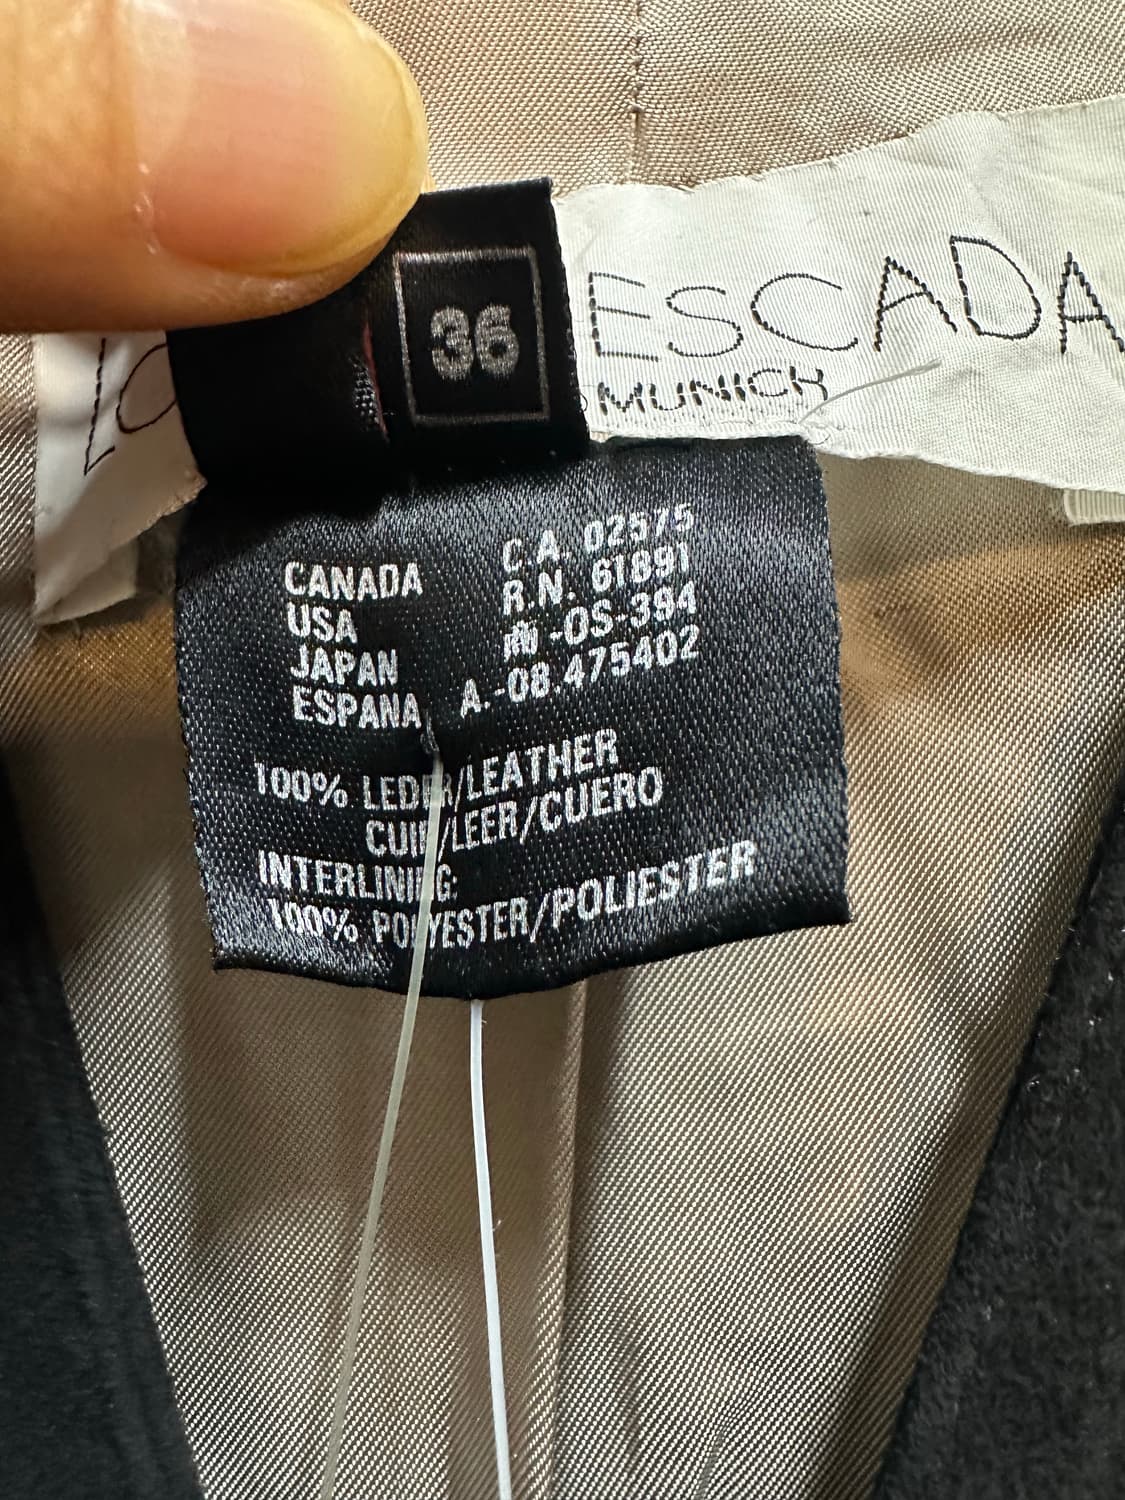 36
ESCADA
MUNICH
CANADA C.A. 02575
USA R.N. 61891
JAPAN -OS-394
ESPANA A.-08.475402
100% LEDER/LEATHER
CUIR/LEER/CUERO
INTERLINING:
100% POLYESTER/POLIESTER